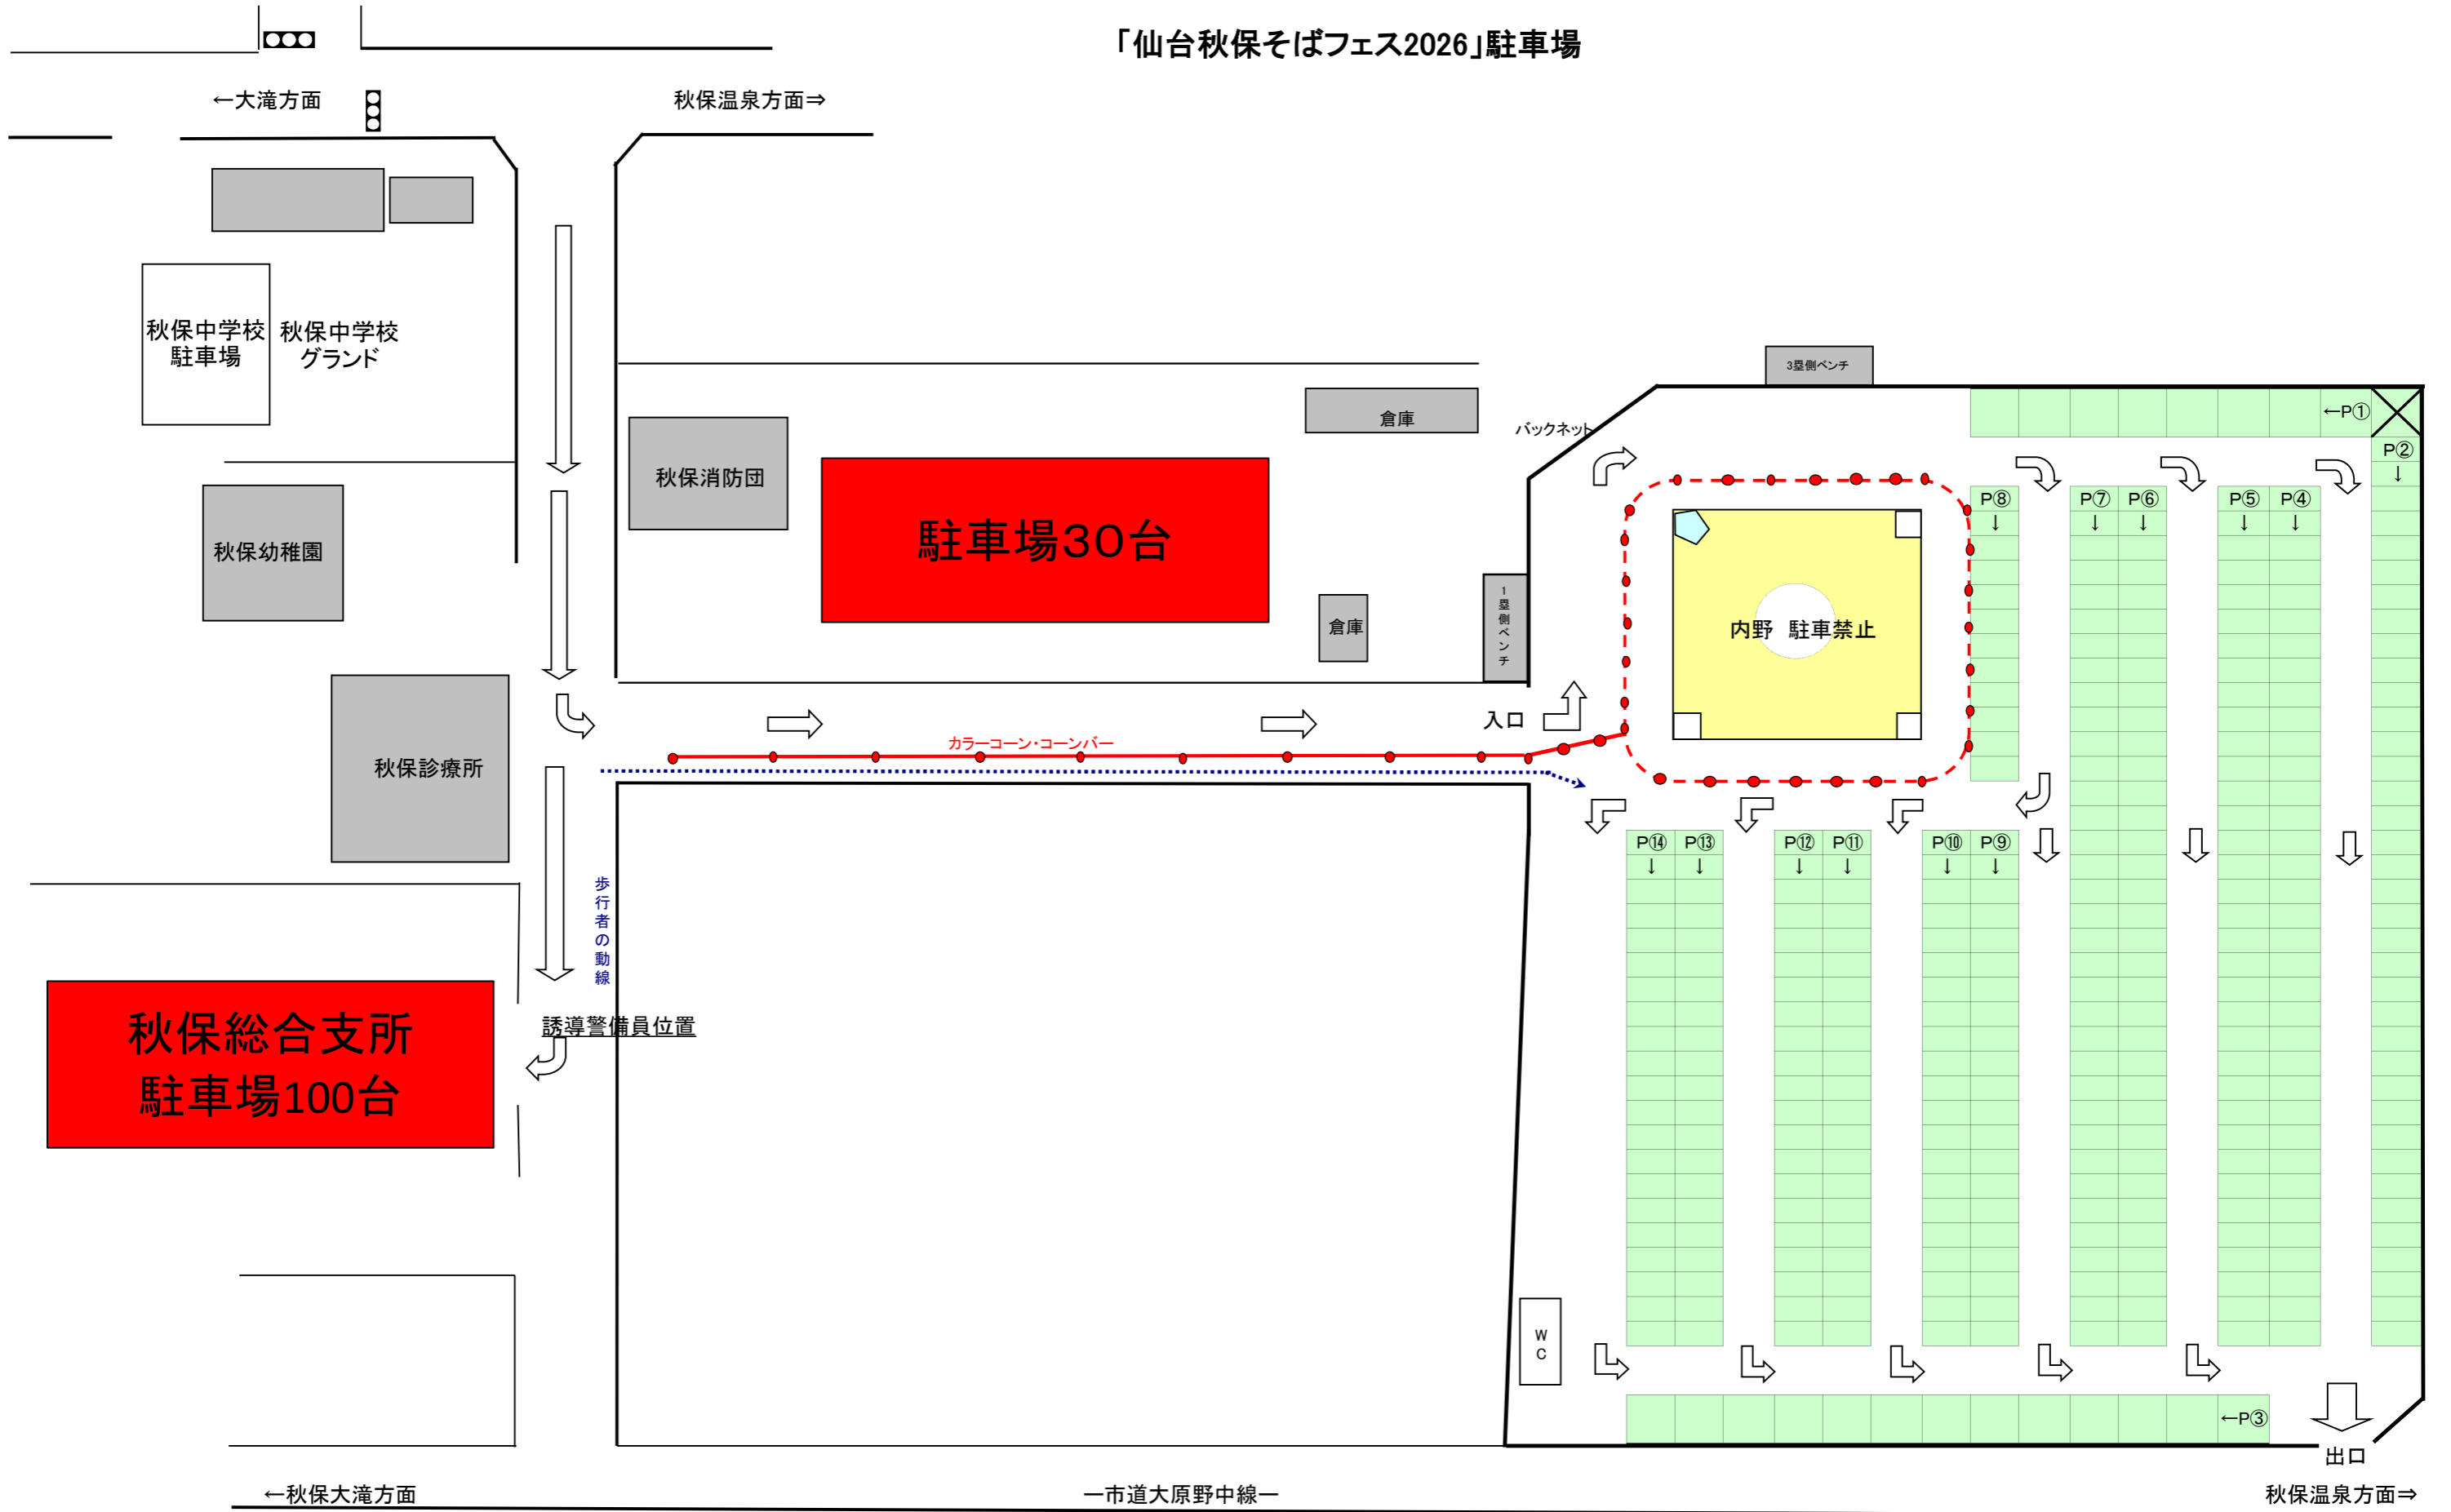 「仙台秋保そばフェス2026」駐車場
←大滝方面
秋保温泉方面⇒
秋保中学校
駐車場
秋保中学校
グランド
秋保幼稚園
秋保診療所
秋保消防団
駐車場30台
倉庫
倉庫
バックネット
3塁側ベンチ
1塁側ベンチ
入口
カラーコーン・コーンバー
内野 駐車禁止
←P①
P②
↓
P⑧
↓
P⑦
↓
P⑥
↓
P⑤
↓
P④
↓
P⑭
↓
P⑬
↓
P⑫
↓
P⑪
↓
P⑩
↓
P⑨
↓
歩行者の動線
誘導警備員位置
秋保総合支所
駐車場100台
WC
←P③
出口
←秋保大滝方面
―市道大原野中線―
秋保温泉方面⇒